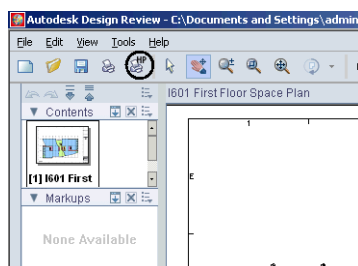 Autodesk Design Review - C:\Documents and Settings\admin
File Edit View Tools Help
HP
I601 First Floor Space Plan
Contents
1
[1] I601 First
E
Markups
None Available